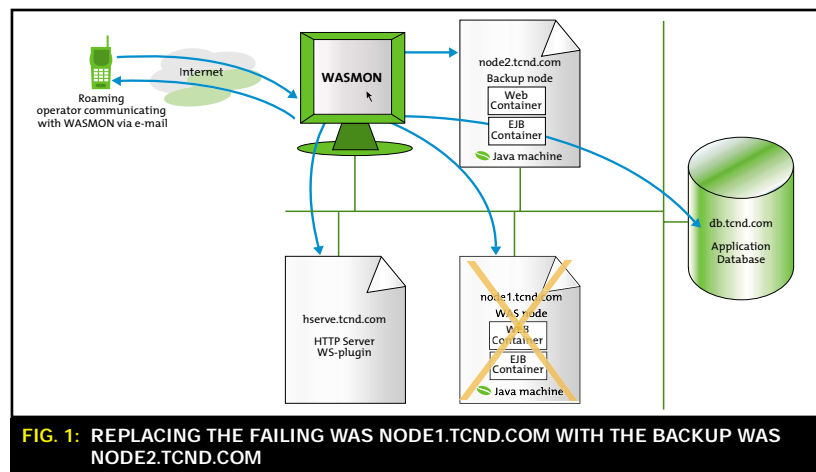 Internet
Roaming
operator communicating
with WASMON via e-mail
WASMON
node2.tcnd.com
Backup node
Web
Container
EJB
Container
Java machine
db.tcnd.com
Application
Database
hserve.tcnd.com
HTTP Server
WS-plugin
node1.tcnd.com
WAS node
WEB
Container
EJB
Container
Java machine
FIG. 1: REPLACING THE FAILING WAS NODE1.TCND.COM WITH THE BACKUP WAS
NODE2.TCND.COM